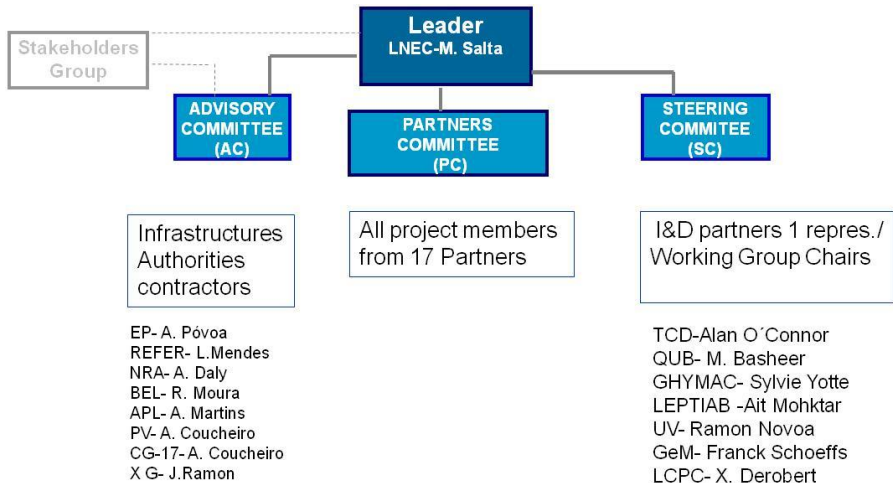 Leader
LNEC-M. Salta
Stakeholders
Group
ADVISORY
COMMITTEE
(AC)
PARTNERS
COMMITTEE
(PC)
STEERING
COMMITEE
(SC)
Infrastructures
Authorities
contractors
All project members
from 17 Partners
I&D partners 1 repres./
Working Group Chairs
EP- A. Póvoa
REFER- L.Mendes
NRA- A. Daly
BEL- R. Moura
APL- A. Martins
PV- A. Coucheiro
CG-17- A. Coucheiro
X G- J.Ramon
TCD-Alan O´Connor
QUB- M. Basheer
GHYMAC- Sylvie Yotte
LEPTIAB -Ait Mohktar
UV- Ramon Novoa
GeM- Franck Schoeffs
LCPC- X. Derobert